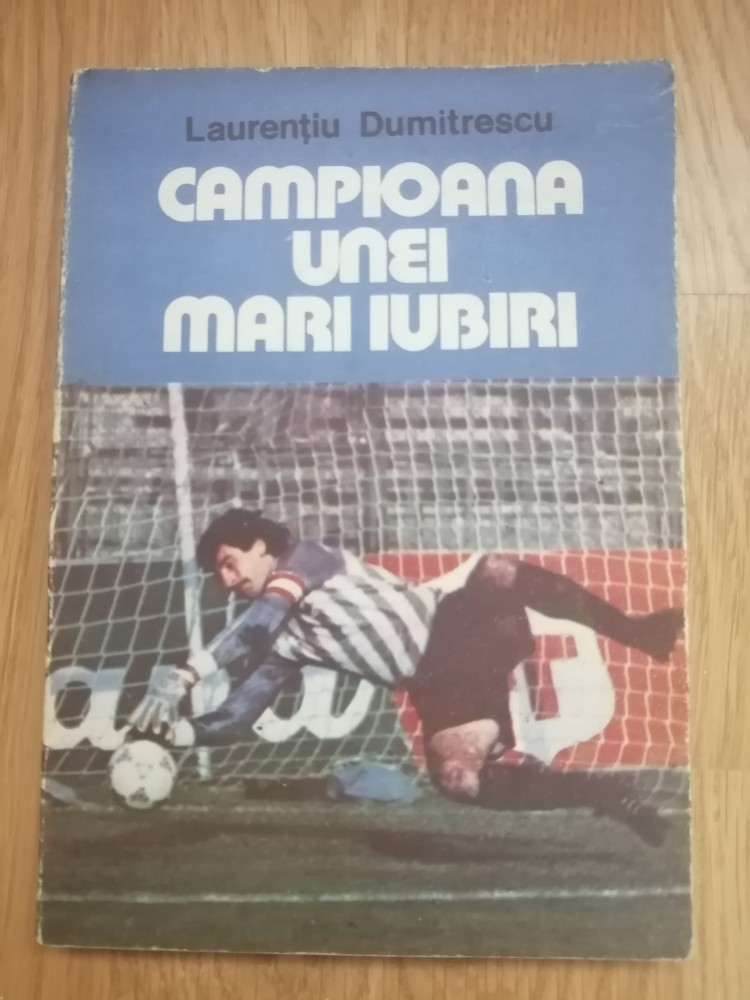 Laurențiu Dumitrescu
CAMPIOANA
UNEI
MARI IUBIRI